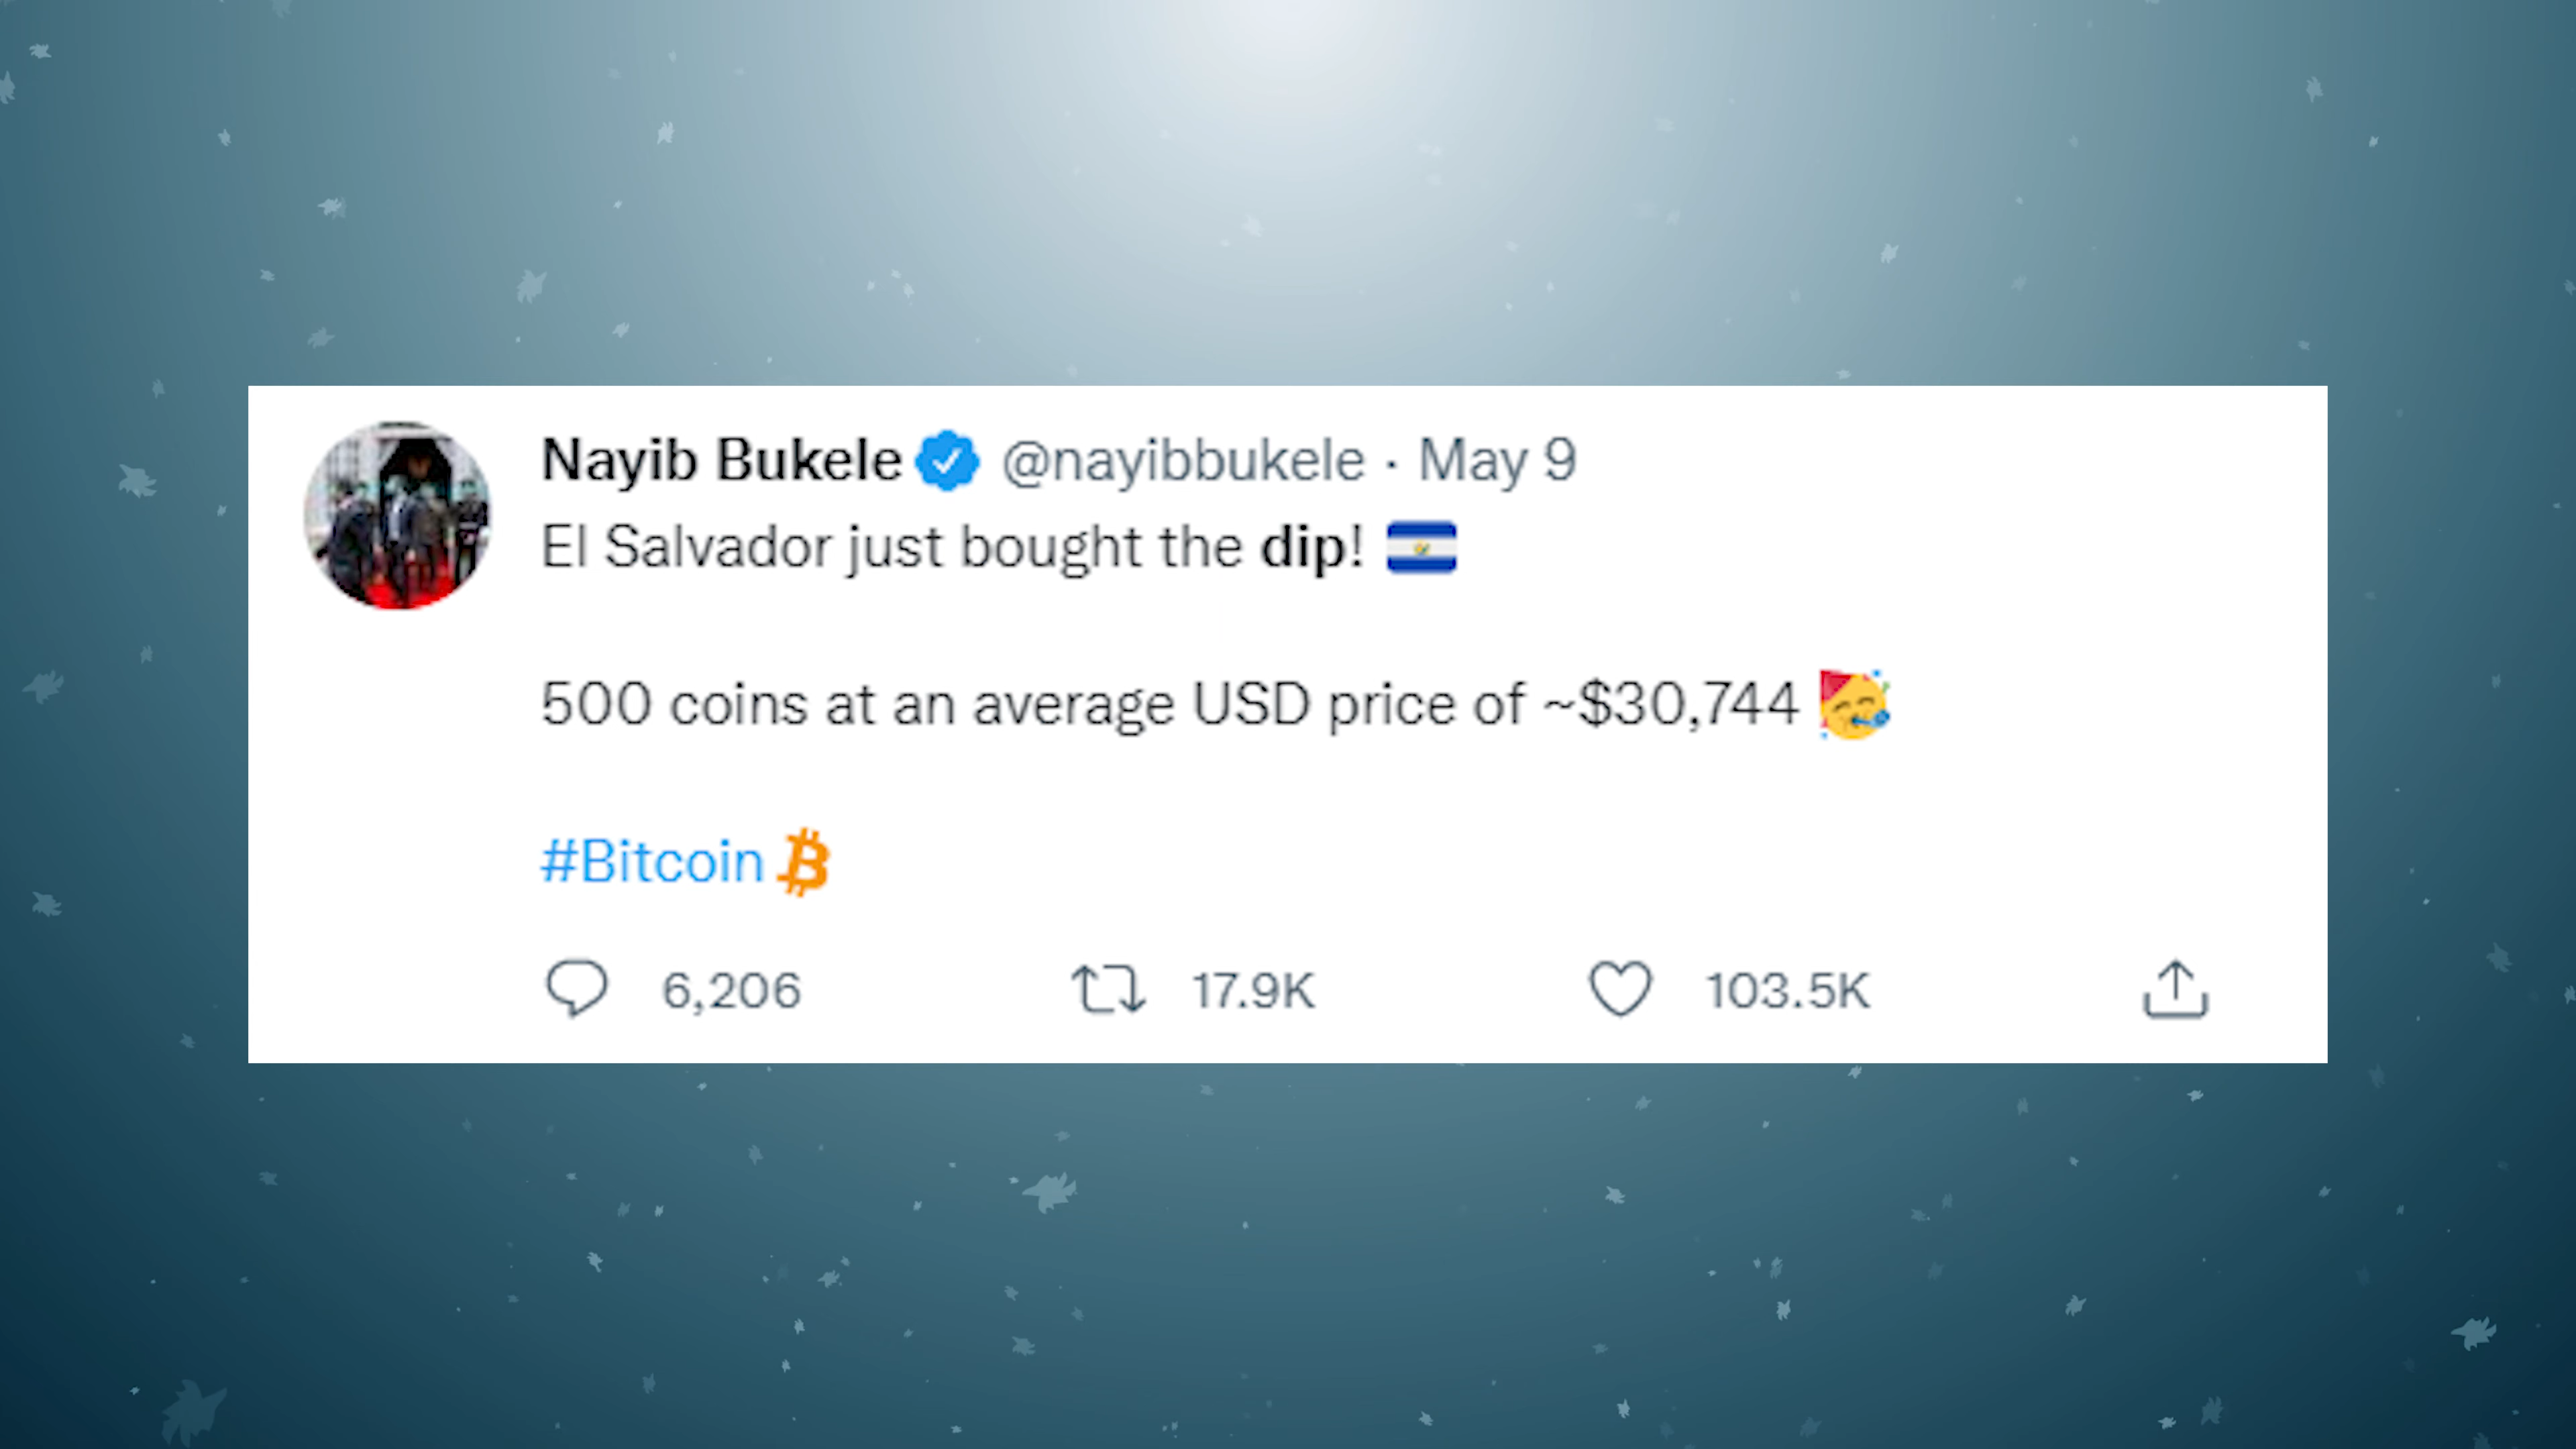 Nayib Bukele @nayibbukele · May 9
El Salvador just bought the dip! 🇸🇻
500 coins at an average USD price of ~$30,744 🥳
#Bitcoin
6,206 17.9K 103.5K